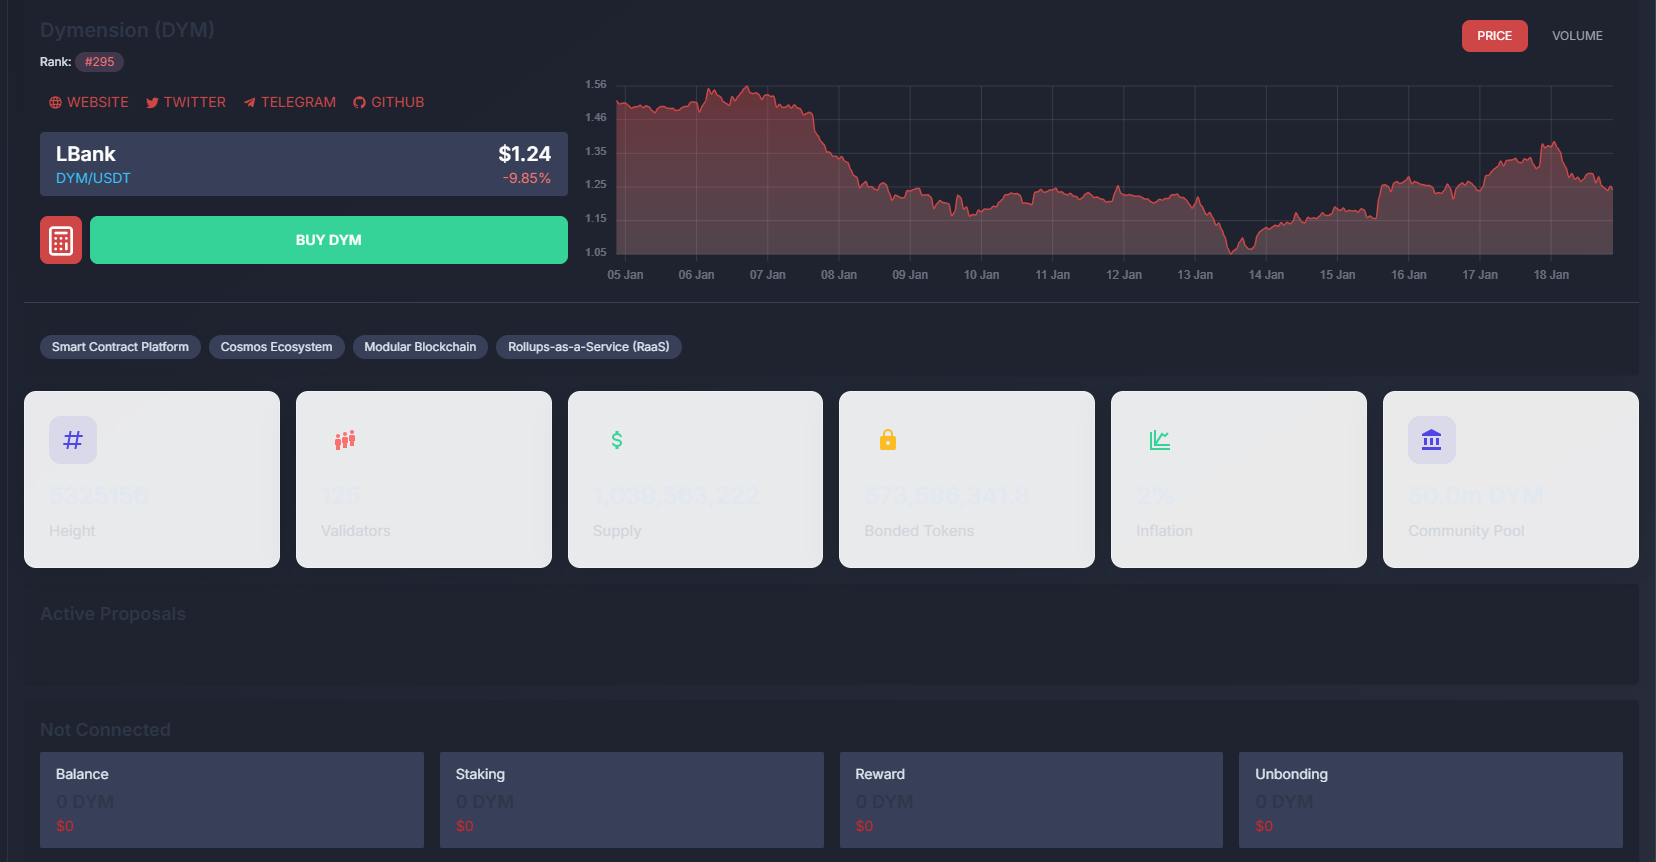 Dymension (DYM)
Rank: #295
PRICE VOLUME
WEBSITE TWITTER TELEGRAM GITHUB
LBank $1.24
DYM/USDT -9.85%
BUY DYM
1.56
1.46
1.35
1.25
1.15
1.05
05 Jan 06 Jan 07 Jan 08 Jan 09 Jan 10 Jan 11 Jan 12 Jan 13 Jan 14 Jan 15 Jan 16 Jan 17 Jan 18 Jan
Smart Contract Platform Cosmos Ecosystem Modular Blockchain Rollups-as-a-Service (RaaS)
5325156 125 1,039,563,222 573,596,341.8 2% 50.0m DYM
Height Validators Supply Bonded Tokens Inflation Community Pool
Active Proposals
Not Connected
Balance Staking Reward Unbonding
0 DYM 0 DYM 0 DYM 0 DYM
$0 $0 $0 $0